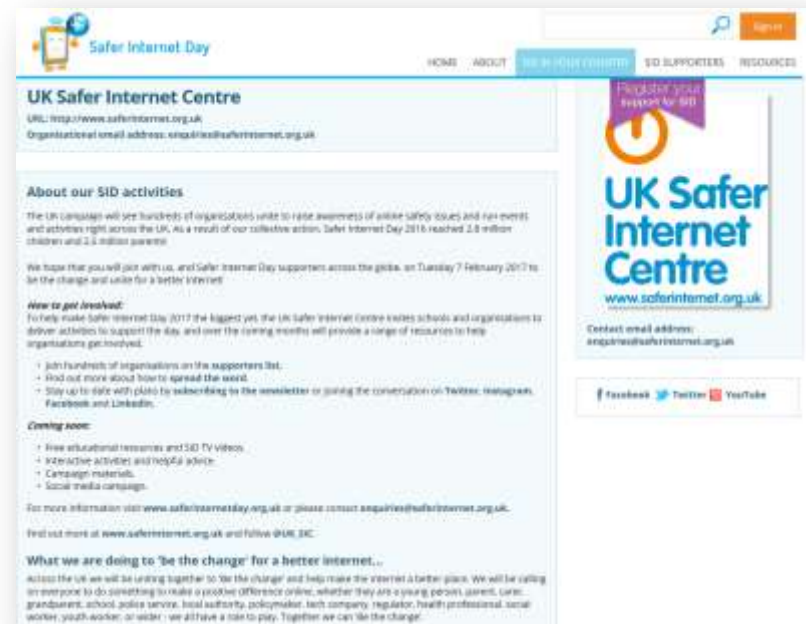 Safer Internet Day
Sign in
HOME ABOUT SID IN YOUR COUNTRY SID SUPPORTERS RESOURCES
UK Safer Internet Centre
URL: http://www.saferinternet.org.uk
Organisational email address: enquiries@saferinternet.org.uk
About our SID activities
The UK campaign will see hundreds of organisations unite to raise awareness of online safety issues and run events
and activities right across the UK. As a result of our collective action, Safer Internet Day 2016 reached 2.8 million
children and 2.5 million parents!
We hope that you will join with us, and Safer Internet Day supporters across the globe, on Tuesday 7 February 2017 to
be the change and unite for a better internet!
How to get involved:
To help make Safer Internet Day 2017 the biggest yet, the UK Safer Internet Centre invites schools and organisations to
deliver activities to support the day, and over the coming months will provide a range of resources to help
organisations get involved.
• Join hundreds of organisations on the supporters list.
• Find out more about how to spread the word.
• Stay up to date with plans by subscribing to the newsletter or joining the conversation on Twitter, Instagram,
Facebook and LinkedIn.
Coming soon:
• Free educational resources and SID TV videos.
• Interactive activities and helpful advice.
• Campaign materials.
• Social media campaign.
For more information visit www.saferinternetday.org.uk or please contact enquiries@saferinternet.org.uk.
Find out more at www.saferinternet.org.uk and follow @UK_SIC
What we are doing to 'be the change' for a better internet...
Across the UK we will be uniting together to 'Be the change' and help make the internet a better place. We will be calling
on everyone to do something to make a positive difference online, whether they are a young person, parent, carer,
grandparent, school, police service, local authority, policymaker, tech company, regulator, health professional, social
worker, youth worker, or wider - we all have a role to play. Together we can 'Be the change'.
Register your
support for SID
UK Safer
Internet
Centre
www.saferinternet.org.uk
Contact email address:
enquiries@saferinternet.org.uk
Facebook Twitter YouTube